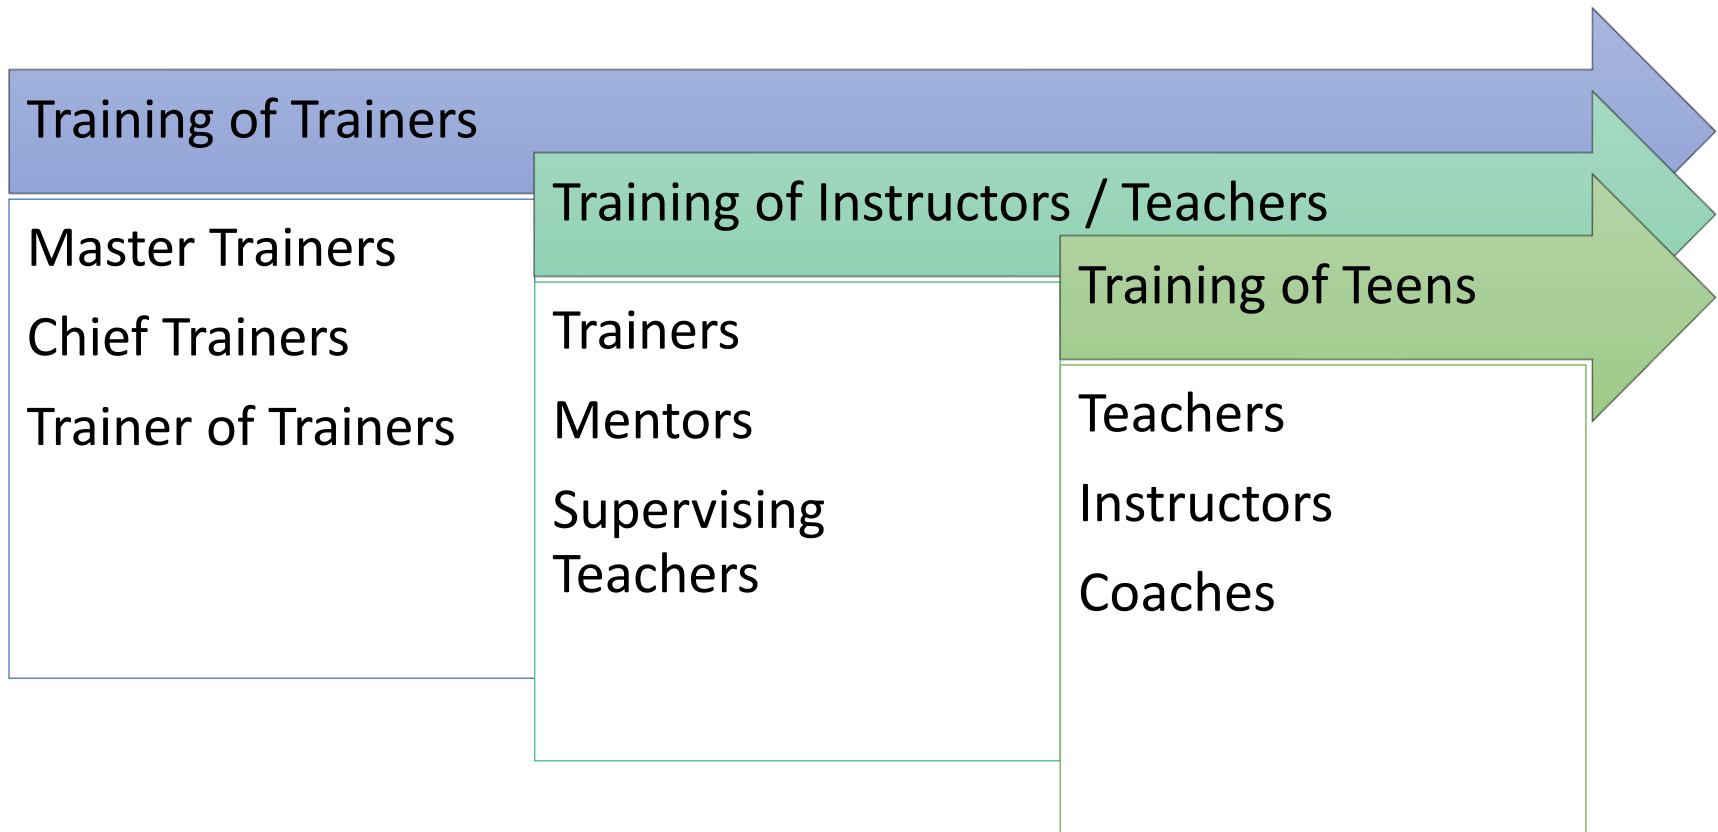 Training of Trainers
Master Trainers
Chief Trainers
Trainer of Trainers
Training of Instructors / Teachers
Trainers
Mentors
Supervising
Teachers
Training of Teens
Teachers
Instructors
Coaches